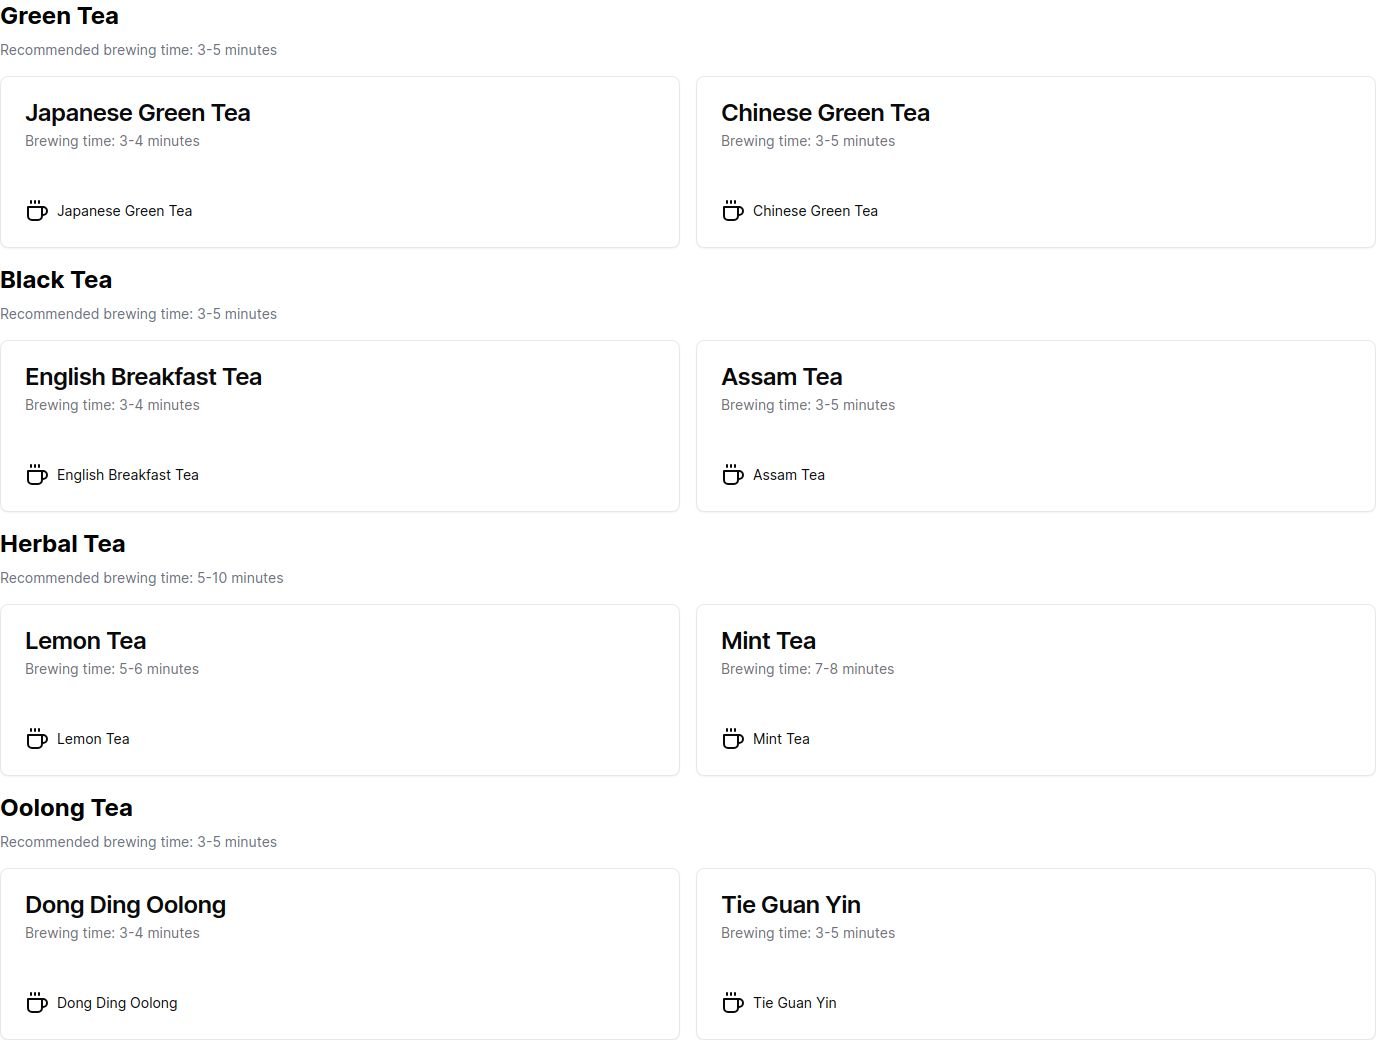 Green Tea
Recommended brewing time: 3-5 minutes
Japanese Green Tea
Brewing time: 3-4 minutes
Japanese Green Tea
Chinese Green Tea
Brewing time: 3-5 minutes
Chinese Green Tea
Black Tea
Recommended brewing time: 3-5 minutes
English Breakfast Tea
Brewing time: 3-4 minutes
English Breakfast Tea
Assam Tea
Brewing time: 3-5 minutes
Assam Tea
Herbal Tea
Recommended brewing time: 5-10 minutes
Lemon Tea
Brewing time: 5-6 minutes
Lemon Tea
Mint Tea
Brewing time: 7-8 minutes
Mint Tea
Oolong Tea
Recommended brewing time: 3-5 minutes
Dong Ding Oolong
Brewing time: 3-4 minutes
Dong Ding Oolong
Tie Guan Yin
Brewing time: 3-5 minutes
Tie Guan Yin